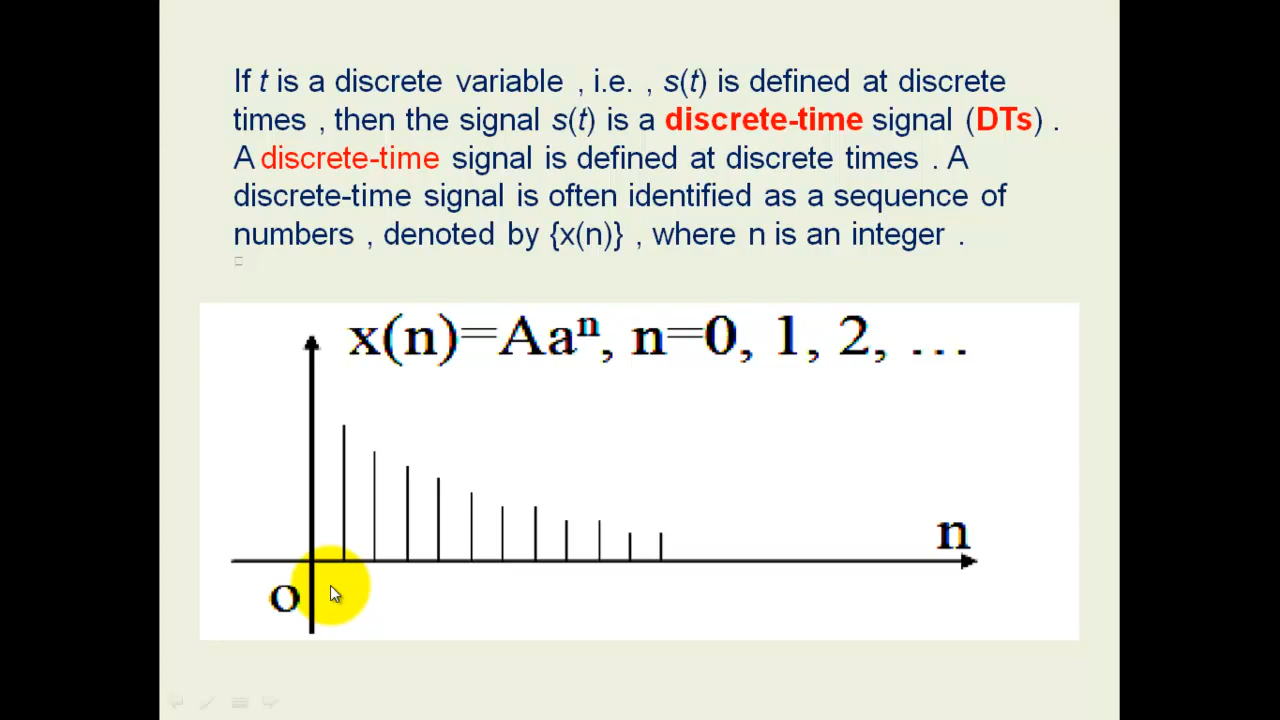 If t is a discrete variable , i.e. , s(t) is defined at discrete
times , then the signal s(t) is a discrete-time signal (DTs) .
A discrete-time signal is defined at discrete times . A
discrete-time signal is often identified as a sequence of
numbers , denoted by {x(n)} , where n is an integer .
x(n)=Aaⁿ, n=0, 1, 2, …
n
o